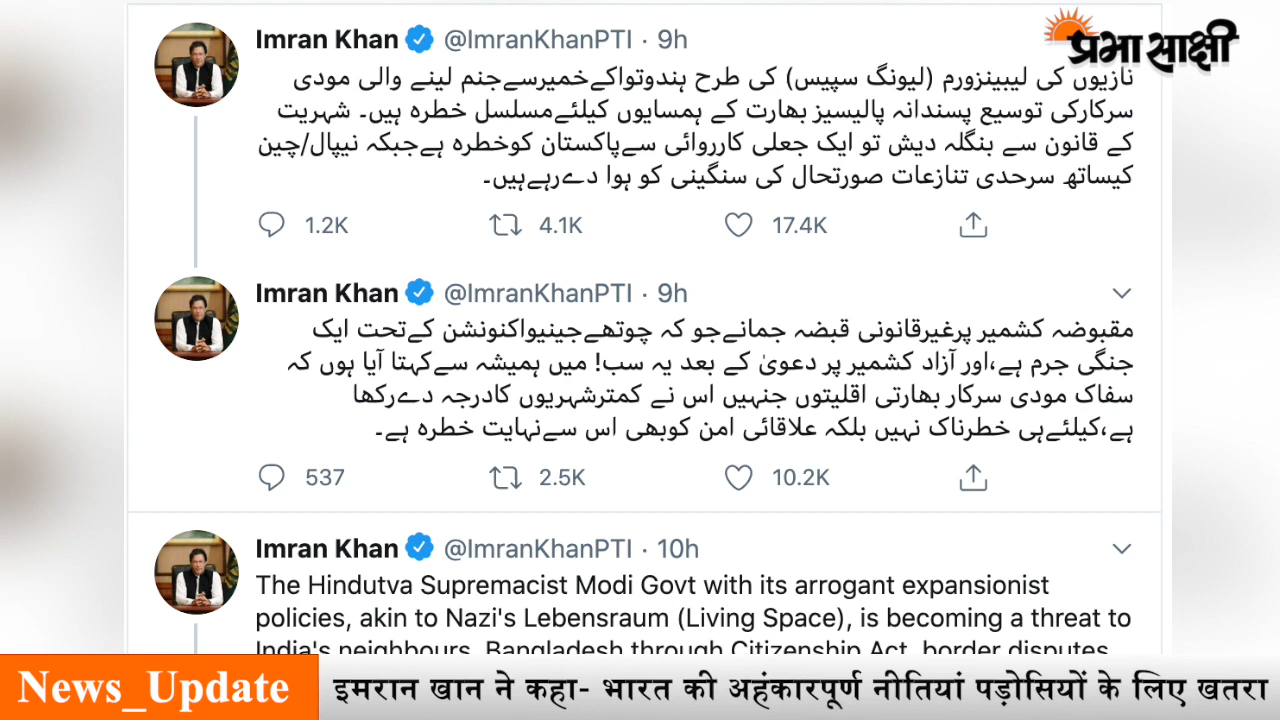 Imran Khan @ImranKhanPTI · 9h
प्रभासाक्षी
نازیوں کی لیبینزورم (لیونگ سپیس) کی طرح ہندوتواکےخمیرسےجنم لینے والی مودی
سرکارکی توسیع پسندانہ پالیسیز بھارت کے ہمسایوں کیلئےمسلسل خطرہ ہیں۔ شہریت
کے قانون سے بنگلہ دیش تو ایک جعلی کارروائی سےپاکستان کوخطرہ ہےجبکہ نیپال/چین
کیساتھ سرحدی تنازعات صورتحال کی سنگینی کو ہوا دےرہےہیں۔
1.2K 4.1K 17.4K
Imran Khan @ImranKhanPTI · 9h
مقبوضہ کشمیر پرغیرقانونی قبضہ جمانےجو کہ چوتھےجینیواکنونشن کےتحت ایک
جنگی جرم ہے،اور آزاد کشمیر پر دعویٰ کے بعد یہ سب! میں ہمیشہ سےکہتا آیا ہوں کہ
سفاک مودی سرکار بھارتی اقلیتوں جنہیں اس نے کمترشہریوں کادرجہ دےرکھا
ہے،کیلئےہی خطرناک نہیں بلکہ علاقائی امن کوبھی اس سےنہایت خطرہ ہے۔
537 2.5K 10.2K
Imran Khan @ImranKhanPTI · 10h
The Hindutva Supremacist Modi Govt with its arrogant expansionist
policies, akin to Nazi's Lebensraum (Living Space), is becoming a threat to
India's neighbours. Bangladesh through Citizenship Act, border disputes
News_Update इमरान खान ने कहा- भारत की अहंकारपूर्ण नीतियां पड़ोसियों के लिए खतरा